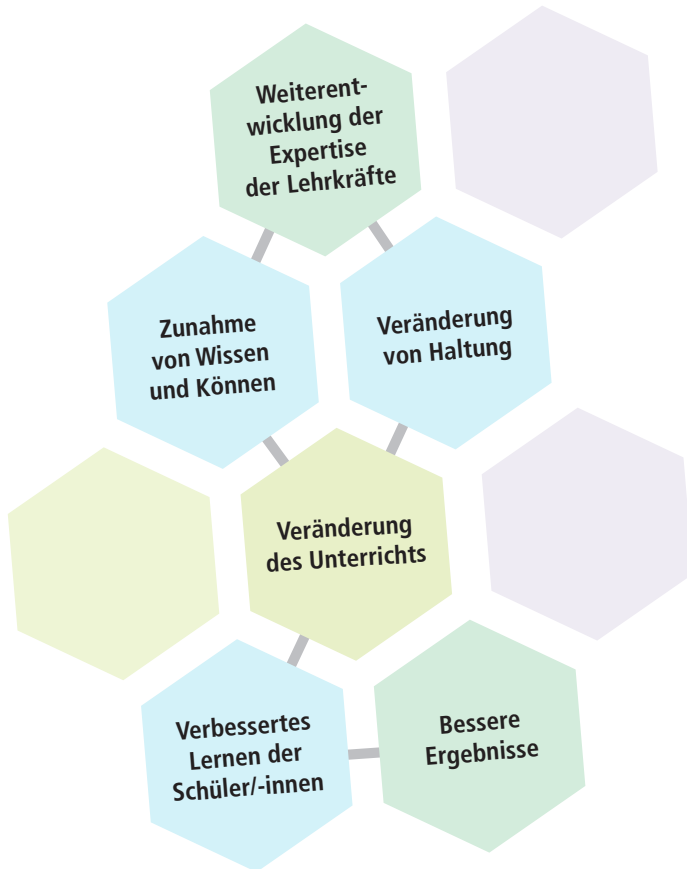 Weiterent-
wicklung der
Expertise
der Lehrkräfte
Zunahme
von Wissen
und Können
Veränderung
von Haltung
Veränderung
des Unterrichts
Verbessertes
Lernen der
Schüler/-innen
Bessere
Ergebnisse